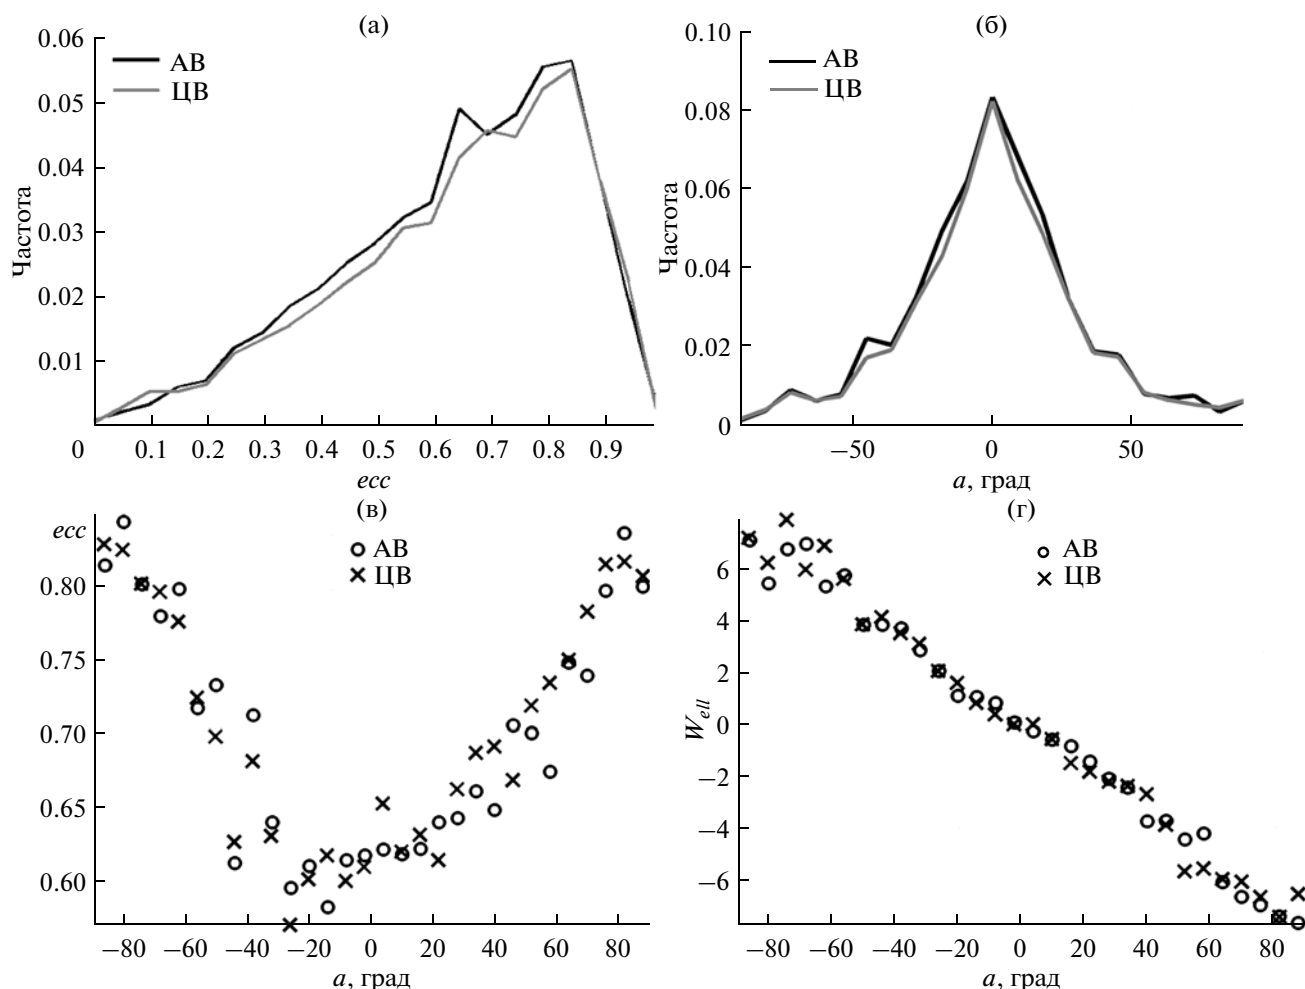 (а)
0.06
0.05
0.04
0.03
0.02
0.01
0
0.1
0.2
0.3
0.4
0.5
0.6
0.7
0.8
0.9
Частота
ecc
АВ
ЦВ
(б)
0.10
0.08
0.06
0.04
0.02
0
−50
0
50
Частота
a, град
АВ
ЦВ
(в)
ecc
0.80
0.75
0.70
0.65
0.60
−80
−60
−40
−20
0
20
40
60
80
a, град
АВ
ЦВ
(г)
6
4
2
0
−2
−4
−6
W_ell
−80
−60
−40
−20
0
20
40
60
80
a, град
АВ
ЦВ